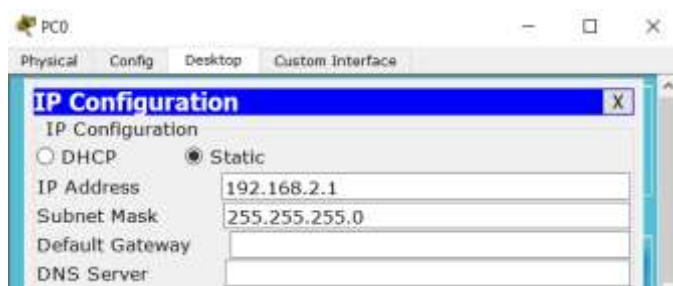 PC0
Physical Config Desktop Custom Interface
IP Configuration X
IP Configuration
DHCP Static
IP Address 192.168.2.1
Subnet Mask 255.255.255.0
Default Gateway
DNS Server